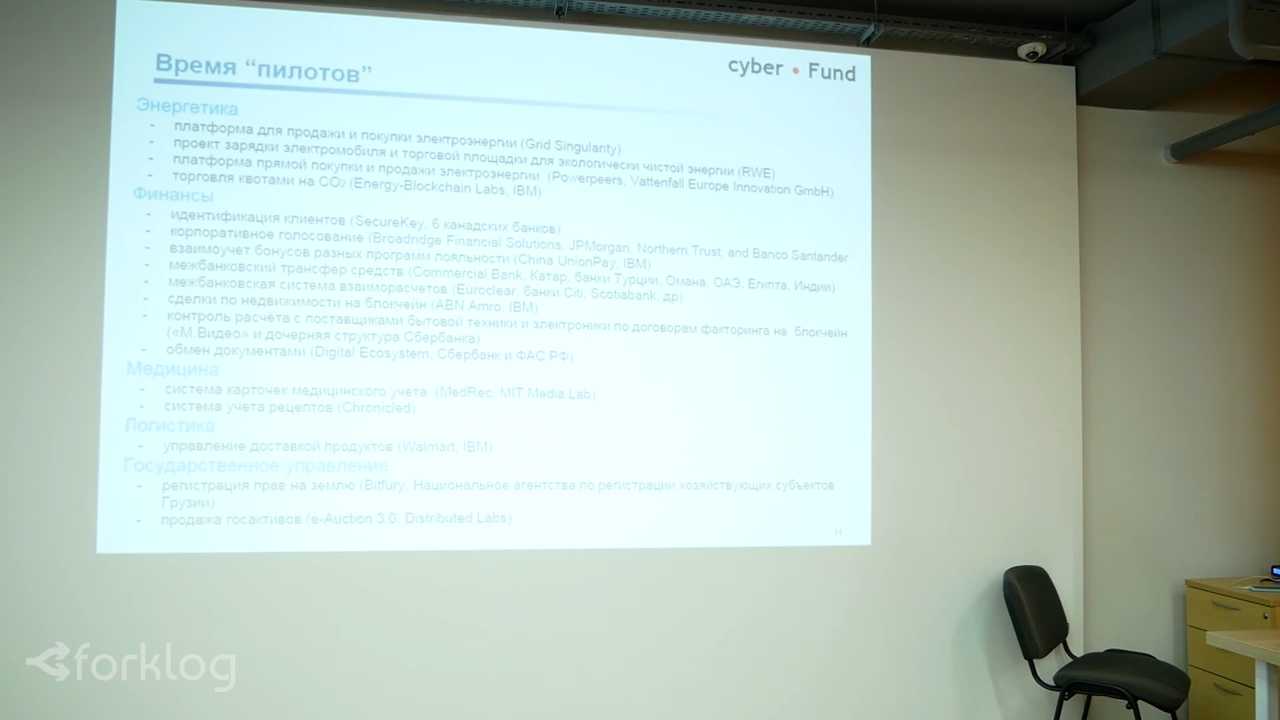 Время “пилотов”
cyber • Fund
Энергетика
- платформа для продажи и покупки электроэнергии (Grid Singularity)
- проект зарядки электромобиля и торговой площадки для экологически чистой энергии (RWE)
- платформа прямой покупки и продажи электроэнергии (Powerpeers, Vattenfall Europe Innovation GmbH)
- торговля квотами на CO2 (Energy-Blockchain Labs, IBM)
Финансы
- идентификация клиентов (SecureKey, 6 канадских банков)
- корпоративное голосование (Broadridge Financial Solutions, JPMorgan, Northern Trust, and Banco Santander
- взаимоучет бонусов разных программ лояльности (China UnionPay, IBM)
- межбанковский трансфер средств (Commercial Bank, Катар, банки Турции, Омана, ОАЭ, Египта, Индии)
- межбанковская система взаиморасчетов (Euroclear, банки Citi, Scotiabank, др)
- сделки по недвижимости на блокчейн (ABN Amro, IBM)
- контроль расчёта с поставщиками бытовой техники и электроники по договорам факторинга на блокчейн
(«М.Видео» и дочерняя структура Сбербанка)
- обмен документами (Digital Ecosystem, Сбербанк и ФАС РФ)
Медицина
- система карточек медицинского учета (MedRec, MIT Media Lab)
- система учета рецептов (Chronicled)
Логистика
- управление доставкой продуктов (Walmart, IBM)
Государственное управление
- регистрация прав на землю (Bitfury, Национальное агентства по регистрации хозяйствующих субъектов
Грузии)
- продажа госактивов (e-Auction 3.0, Distributed Labs)
11
forklog